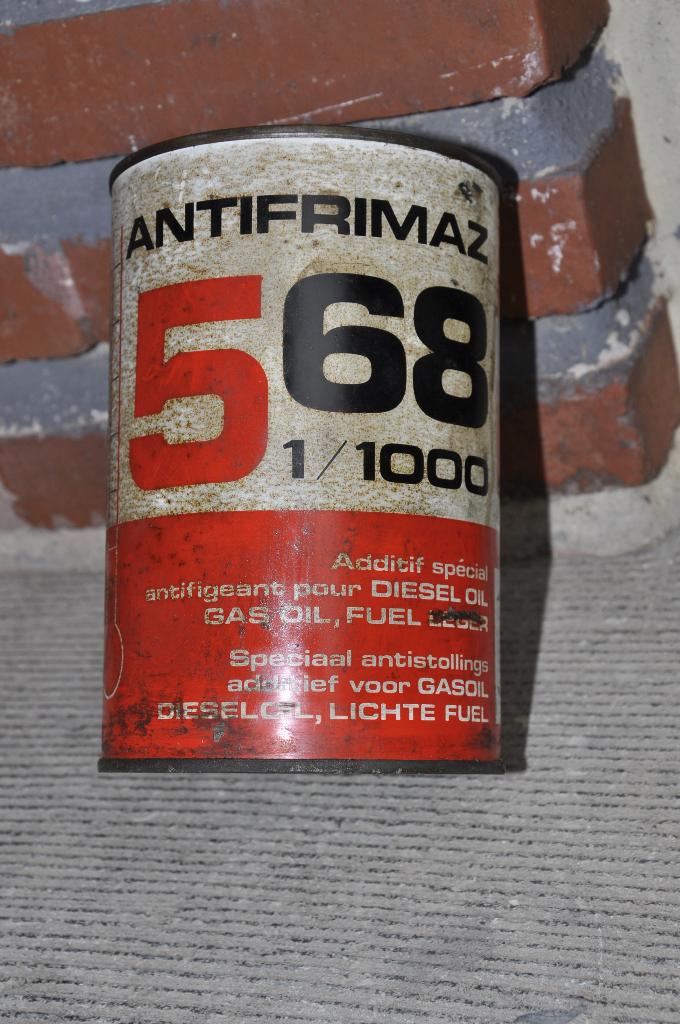 ANTIFRIMAZ
568
1/1000
Additif spécial
antifigeant pour DIESEL OIL
GAS OIL, FUEL LÉGER
Speciaal antistollings
additief voor GASOIL
DIESELOIL, LICHTE FUEL